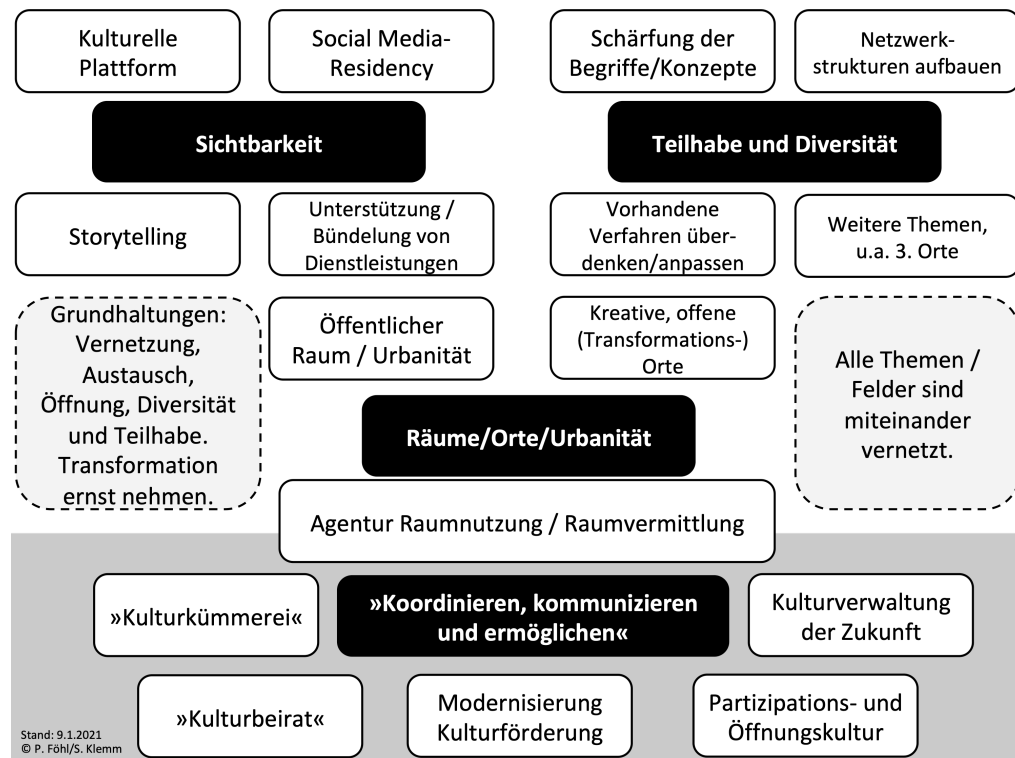 Kulturelle
Plattform
Social Media-
Residency
Schärfung der
Begriffe/Konzepte
Netzwerk-
strukturen aufbauen
Sichtbarkeit
Teilhabe und Diversität
Storytelling
Unterstützung /
Bündelung von
Dienstleistungen
Vorhandene
Verfahren über-
denken/anpassen
Weitere Themen,
u.a. 3. Orte
Grundhaltungen:
Vernetzung,
Austausch,
Öffnung, Diversität
und Teilhabe.
Transformation
ernst nehmen.
Öffentlicher
Raum / Urbanität
Kreative, offene
(Transformations-)
Orte
Alle Themen /
Felder sind
miteinander
vernetzt.
Räume/Orte/Urbanität
Agentur Raumnutzung / Raumvermittlung
»Kulturkümmerei«
»Koordinieren, kommunizieren
und ermöglichen«
Kulturverwaltung
der Zukunft
»Kulturbeirat«
Modernisierung
Kulturförderung
Partizipations- und
Öffnungskultur
Stand: 9.1.2021
© P. Föhl/S. Klemm